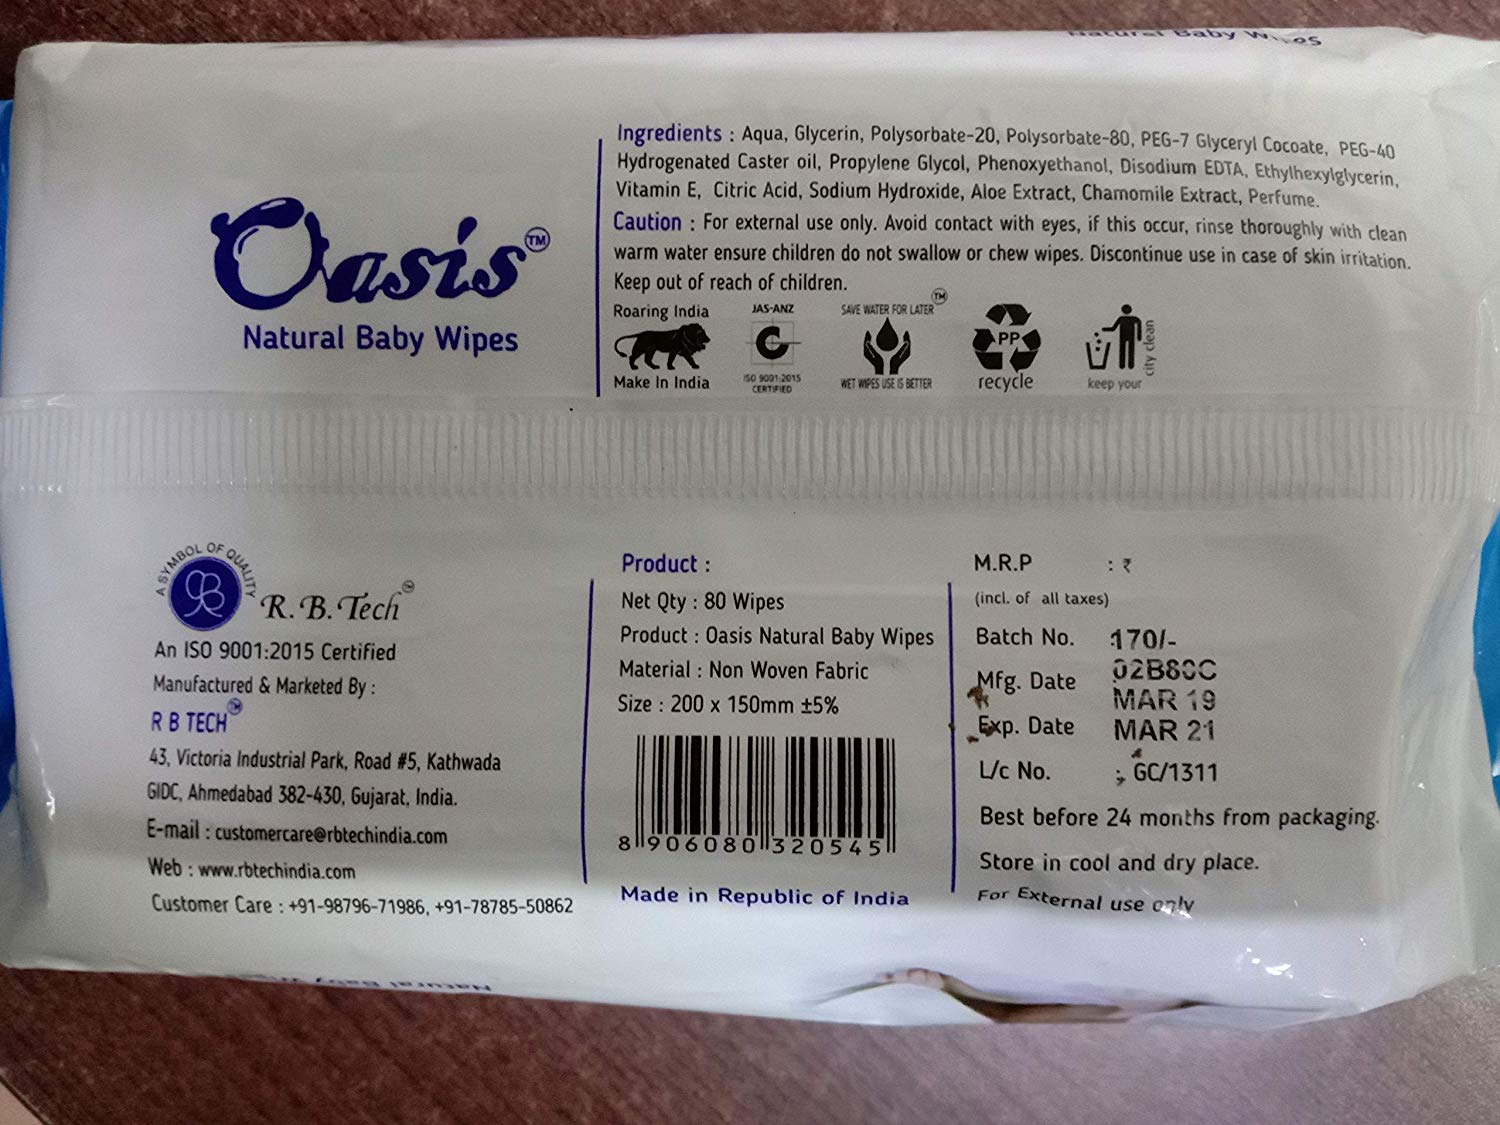 Natural Baby Wipes
Oasis™
Natural Baby Wipes
Ingredients : Aqua, Glycerin, Polysorbate-20, Polysorbate-80, PEG-7 Glyceryl Cocoate, PEG-40
Hydrogenated Caster oil, Propylene Glycol, Phenoxyethanol, Disodium EDTA, Ethylhexylglycerin,
Vitamin E, Citric Acid, Sodium Hydroxide, Aloe Extract, Chamomile Extract, Perfume.
Caution : For external use only. Avoid contact with eyes, if this occur, rinse thoroughly with clean
warm water ensure children do not swallow or chew wipes. Discontinue use in case of skin irritation.
Keep out of reach of children.
Roaring India
Make In India
JAS-ANZ
ISO 9001:2015
CERTIFIED
SAVE WATER FOR LATER™
WET WIPES USE IS BETTER
PP
recycle
keep your
city clean
A SYMBOL OF QUALITY
RB
R. B. Tech™
An ISO 9001:2015 Certified
Manufactured & Marketed By :
R B TECH™
43, Victoria Industrial Park, Road #5, Kathwada
GIDC, Ahmedabad 382-430, Gujarat, India.
E-mail : customercare@rbtechindia.com
Web : www.rbtechindia.com
Customer Care : +91-98796-71986, +91-78785-50862
Product :
Net Qty : 80 Wipes
Product : Oasis Natural Baby Wipes
Material : Non Woven Fabric
Size : 200 x 150mm ±5%
8 906080 320545
Made in Republic of India
M.R.P : ₹
(incl. of all taxes)
Batch No. : 170/-
02B80C
Mfg. Date MAR 19
Exp. Date MAR 21
L/c No. : GC/1311
Best before 24 months from packaging.
Store in cool and dry place.
For External use only
Natural Baby